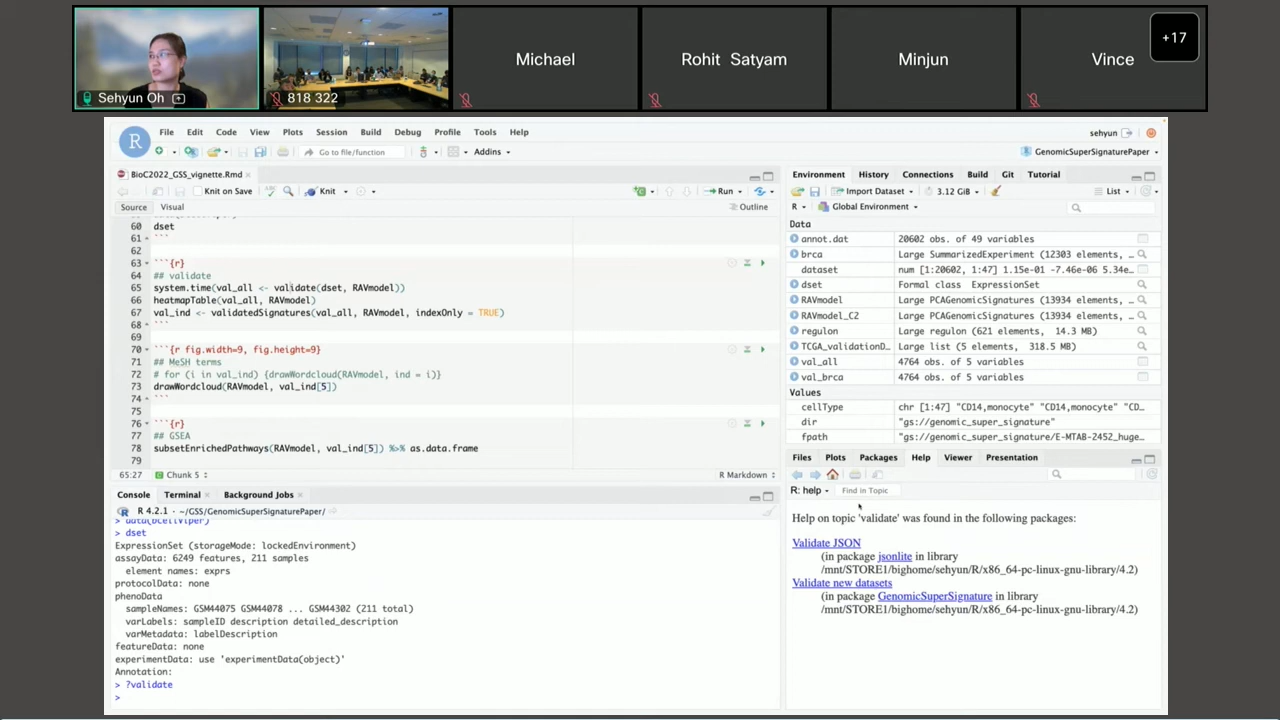 Sehyun Oh
818 322
Michael
Rohit Satyam
Minjun
Vince
+17
File Edit Code View Plots Session Build Debug Profile Tools Help
sehyun
Go to file/function
Addins
GenomicSuperSignaturePaper
BioC2022_GSS_vignette.Rmd
Knit on Save
Knit
Run
Source Visual
Outline
60 dset
61 ```
62
63 ```{r}
64 ## validate
65 system.time(val_all <- validate(dset, RAVmodel))
66 heatmapTable(val_all, RAVmodel)
67 val_ind <- validatedSignatures(val_all, RAVmodel, indexOnly = TRUE)
68 ```
69
70 ```{r fig.width=9, fig.height=9}
71 ## MeSH terms
72 # for (i in val_ind) {drawWordcloud(RAVmodel, ind = i)}
73 drawWordcloud(RAVmodel, val_ind[5])
74 ```
75
76 ```{r}
77 ## GSEA
78 subsetEnrichedPathways(RAVmodel, val_ind[5]) %>% as.data.frame
79
65:27 Chunk 5 R Markdown
Console Terminal Background Jobs
R 4.2.1 · ~/GSS/GenomicSuperSignaturePaper/
> data(bcellViper)
> dset
ExpressionSet (storageMode: lockedEnvironment)
assayData: 6249 features, 211 samples
element names: exprs
protocolData: none
phenoData
sampleNames: GSM44075 GSM44078 ... GSM44302 (211 total)
varLabels: sampleID description detailed_description
varMetadata: labelDescription
featureData: none
experimentData: use 'experimentData(object)'
Annotation:
> ?validate
>
Environment History Connections Build Git Tutorial
Import Dataset 3.12 GiB List
R Global Environment
Data
annot.dat 20602 obs. of 49 variables
brca Large SummarizedExperiment (12303 elements, …
dataset num [1:20602, 1:47] 1.15e-01 -7.46e-06 5.34e…
dset Formal class ExpressionSet
RAVmodel Large PCAGenomicSignatures (13934 elements, …
RAVmodel_C2 Large PCAGenomicSignatures (13934 elements, …
regulon Large regulon (621 elements, 14.3 MB)
TCGA_validationD… Large list (5 elements, 318.5 MB)
val_all 4764 obs. of 5 variables
val_brca 4764 obs. of 5 variables
Values
cellType chr [1:47] "CD14,monocyte" "CD14,monocyte" "CD…
dir "gs://genomic_super_signature"
fpath "gs://genomic_super_signature/E-MTAB-2452_huge…
Files Plots Packages Help Viewer Presentation
R: help Find in Topic
Help on topic 'validate' was found in the following packages:
Validate JSON
(in package jsonlite in library
/mnt/STORE1/bighome/sehyun/R/x86_64-pc-linux-gnu-library/4.2)
Validate new datasets
(in package GenomicSuperSignature in library
/mnt/STORE1/bighome/sehyun/R/x86_64-pc-linux-gnu-library/4.2)